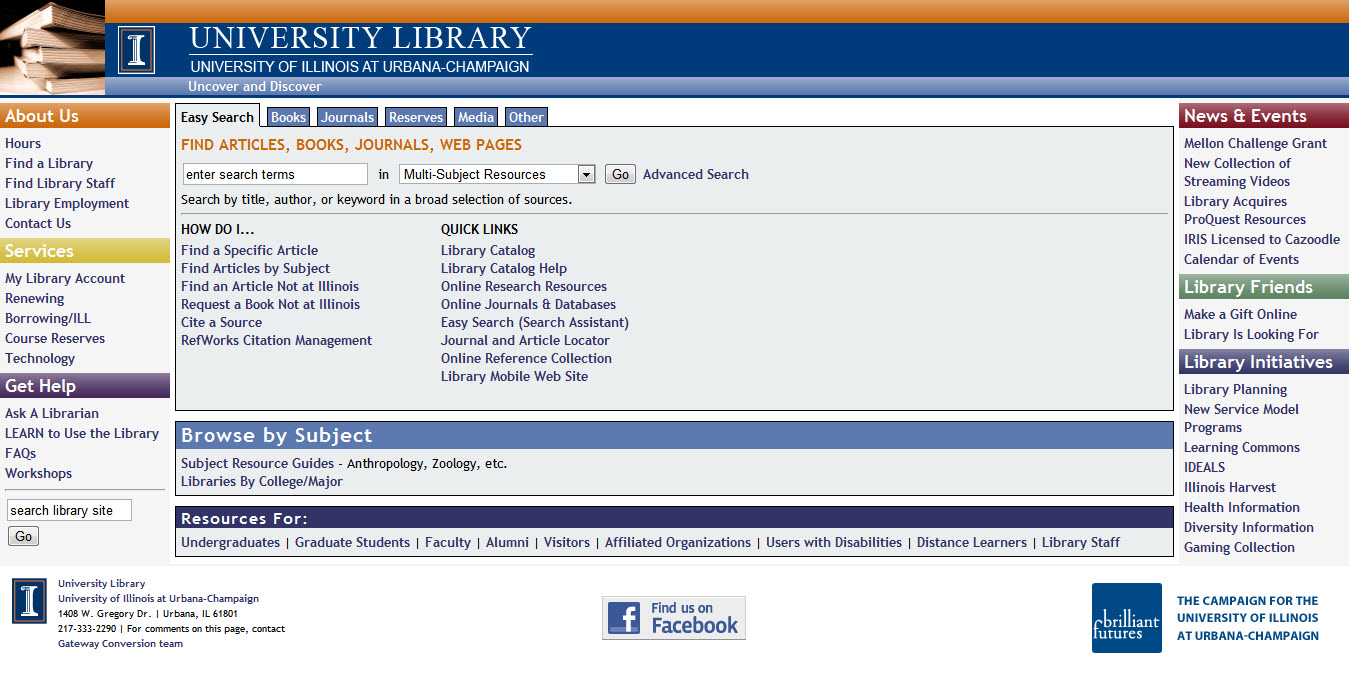 I
UNIVERSITY LIBRARY
UNIVERSITY OF ILLINOIS AT URBANA-CHAMPAIGN
Uncover and Discover
About Us
Hours
Find a Library
Find Library Staff
Library Employment
Contact Us
Services
My Library Account
Renewing
Borrowing/ILL
Course Reserves
Technology
Get Help
Ask A Librarian
LEARN to Use the Library
FAQs
Workshops
search library site
Go
Easy Search Books Journals Reserves Media Other
FIND ARTICLES, BOOKS, JOURNALS, WEB PAGES
enter search terms in Multi-Subject Resources Go Advanced Search
Search by title, author, or keyword in a broad selection of sources.
HOW DO I...
Find a Specific Article
Find Articles by Subject
Find an Article Not at Illinois
Request a Book Not at Illinois
Cite a Source
RefWorks Citation Management
QUICK LINKS
Library Catalog
Library Catalog Help
Online Research Resources
Online Journals & Databases
Easy Search (Search Assistant)
Journal and Article Locator
Online Reference Collection
Library Mobile Web Site
Browse by Subject
Subject Resource Guides - Anthropology, Zoology, etc.
Libraries By College/Major
Resources For:
Undergraduates | Graduate Students | Faculty | Alumni | Visitors | Affiliated Organizations | Users with Disabilities | Distance Learners | Library Staff
News & Events
Mellon Challenge Grant
New Collection of
Streaming Videos
Library Acquires
ProQuest Resources
IRIS Licensed to Cazoodle
Calendar of Events
Library Friends
Make a Gift Online
Library Is Looking For
Library Initiatives
Library Planning
New Service Model
Programs
Learning Commons
IDEALS
Illinois Harvest
Health Information
Diversity Information
Gaming Collection
I
University Library
University of Illinois at Urbana-Champaign
1408 W. Gregory Dr. | Urbana, IL 61801
217-333-2290 | For comments on this page, contact
Gateway Conversion team
f
Find us on
Facebook
brilliant
futures
THE CAMPAIGN FOR THE
UNIVERSITY OF ILLINOIS
AT URBANA-CHAMPAIGN